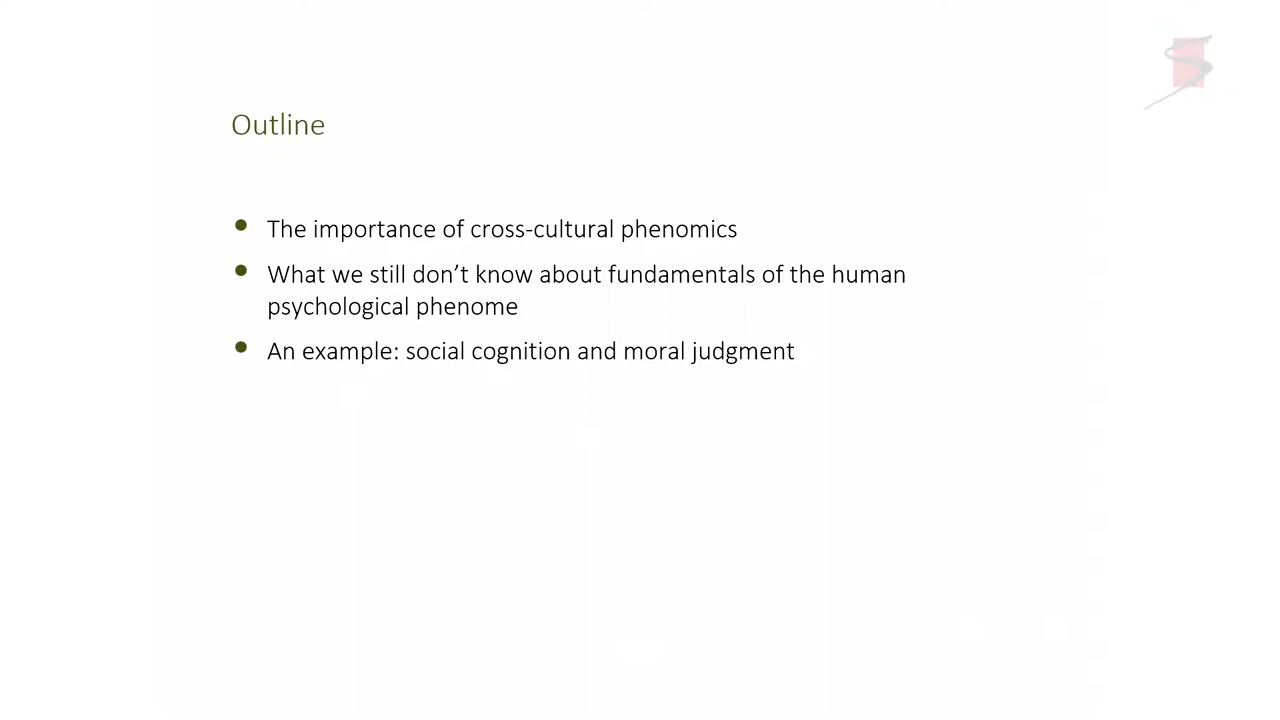 Outline
• The importance of cross-cultural phenomics
• What we still don’t know about fundamentals of the human
psychological phenome
• An example: social cognition and moral judgment